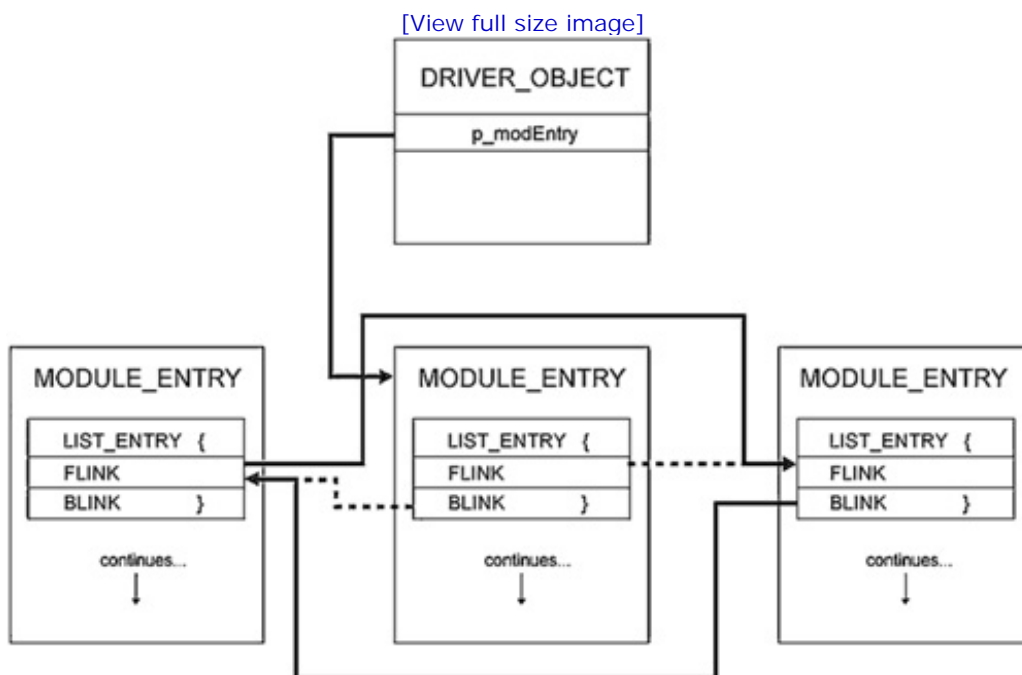 [View full size image]
DRIVER_OBJECT
p_modEntry
MODULE_ENTRY
LIST_ENTRY {
FLINK
BLINK }
continues...
MODULE_ENTRY
LIST_ENTRY {
FLINK
BLINK }
continues...
MODULE_ENTRY
LIST_ENTRY {
FLINK
BLINK }
continues...